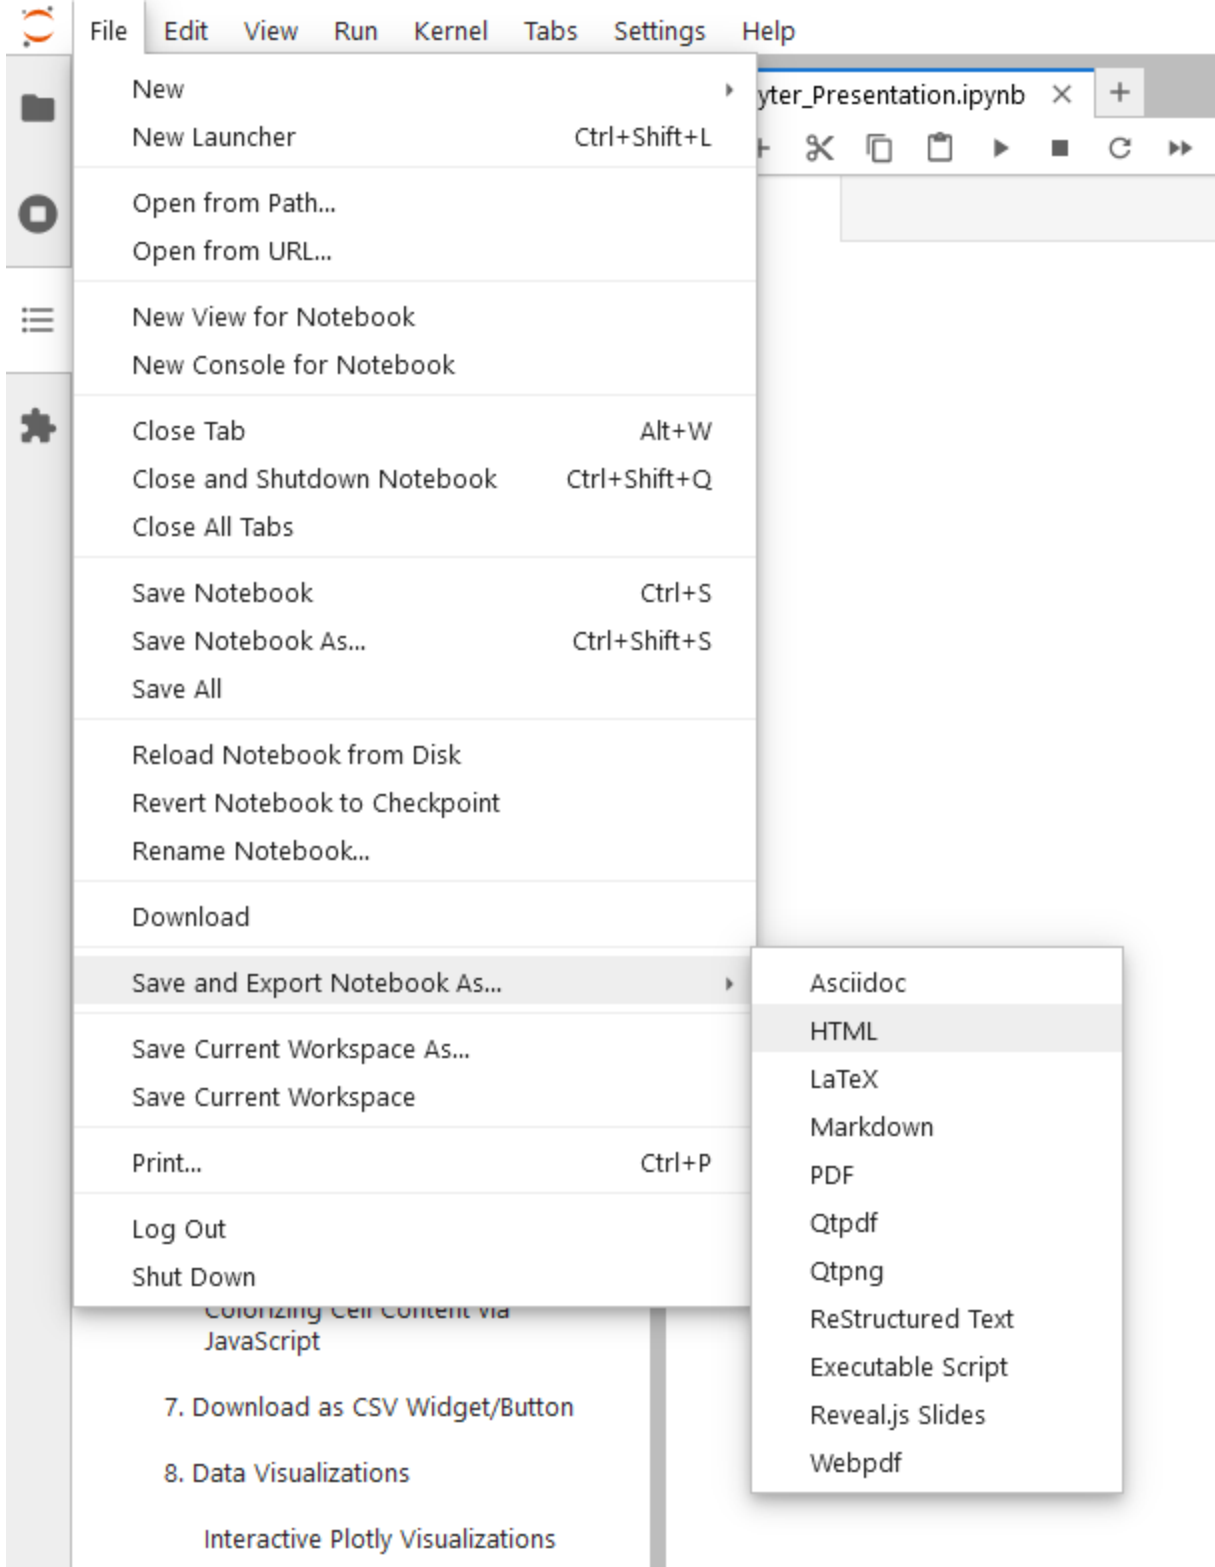 File Edit View Run Kernel Tabs Settings Help
New
yter_Presentation.ipynb
New Launcher Ctrl+Shift+L
Open from Path...
Open from URL...
New View for Notebook
New Console for Notebook
Close Tab Alt+W
Close and Shutdown Notebook Ctrl+Shift+Q
Close All Tabs
Save Notebook Ctrl+S
Save Notebook As... Ctrl+Shift+S
Save All
Reload Notebook from Disk
Revert Notebook to Checkpoint
Rename Notebook...
Download
Save and Export Notebook As...
Save Current Workspace As...
Save Current Workspace
Print... Ctrl+P
Log Out
Shut Down
Asciidoc
HTML
LaTeX
Markdown
PDF
Qtpdf
Qtpng
ReStructured Text
Executable Script
Reveal.js Slides
Webpdf
Colorizing Cell Content via
JavaScript
7. Download as CSV Widget/Button
8. Data Visualizations
Interactive Plotly Visualizations